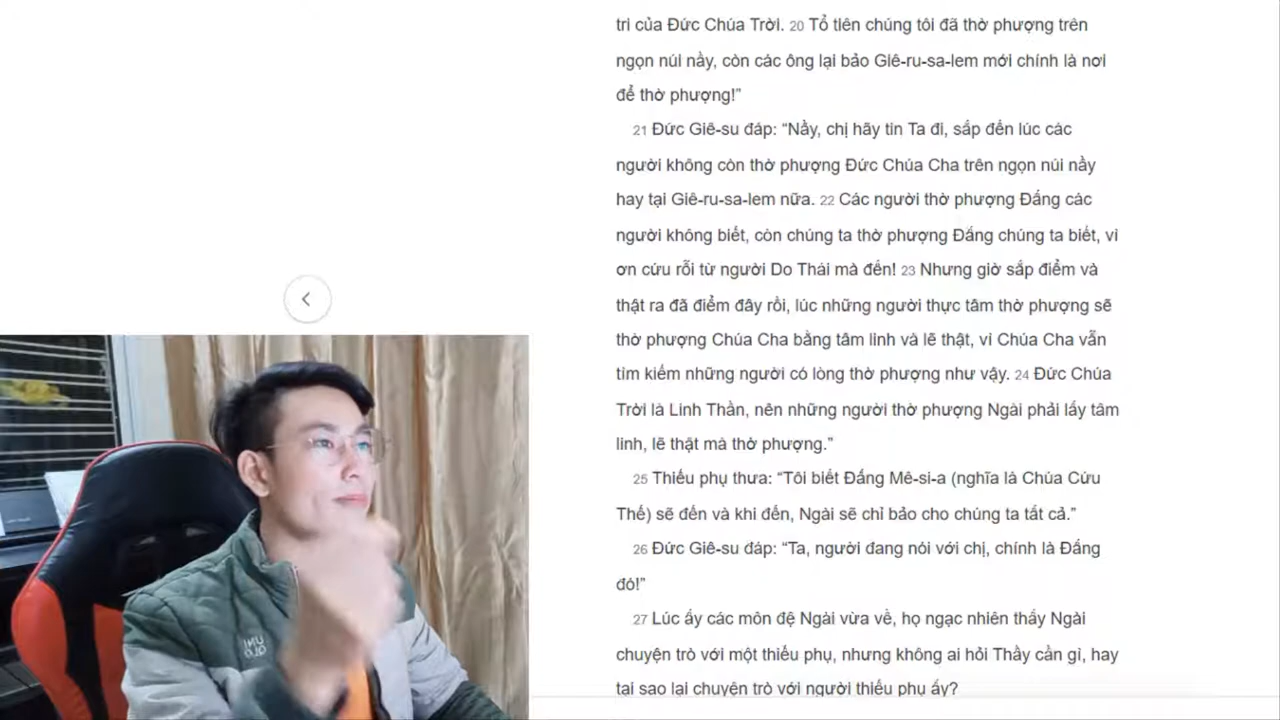 tri của Đức Chúa Trời. 20 Tổ tiên chúng tôi đã thờ phượng trên
ngọn núi nầy, còn các ông lại bảo Giê-ru-sa-lem mới chính là nơi
để thờ phượng!”
21 Đức Giê-su đáp: “Nầy, chị hãy tin Ta đi, sắp đến lúc các
người không còn thờ phượng Đức Chúa Cha trên ngọn núi nầy
hay tại Giê-ru-sa-lem nữa. 22 Các người thờ phượng Đấng các
người không biết, còn chúng ta thờ phượng Đấng chúng ta biết, vì
ơn cứu rỗi từ người Do Thái mà đến! 23 Nhưng giờ sắp điểm và
thật ra đã điểm đây rồi, lúc những người thực tâm thờ phượng sẽ
thờ phượng Chúa Cha bằng tâm linh và lẽ thật, vì Chúa Cha vẫn
tìm kiếm những người có lòng thờ phượng như vậy. 24 Đức Chúa
Trời là Linh Thần, nên những người thờ phượng Ngài phải lấy tâm
linh, lẽ thật mà thờ phượng.”
25 Thiếu phụ thưa: “Tôi biết Đấng Mê-si-a (nghĩa là Chúa Cứu
Thế) sẽ đến và khi đến, Ngài sẽ chỉ bảo cho chúng ta tất cả.”
26 Đức Giê-su đáp: “Ta, người đang nói với chị, chính là Đấng
đó!”
27 Lúc ấy các môn đệ Ngài vừa về, họ ngạc nhiên thấy Ngài
chuyện trò với một thiếu phụ, nhưng không ai hỏi Thầy cần gì, hay
tại sao lại chuyện trò với người thiếu phụ ấy?
UNI
QLO